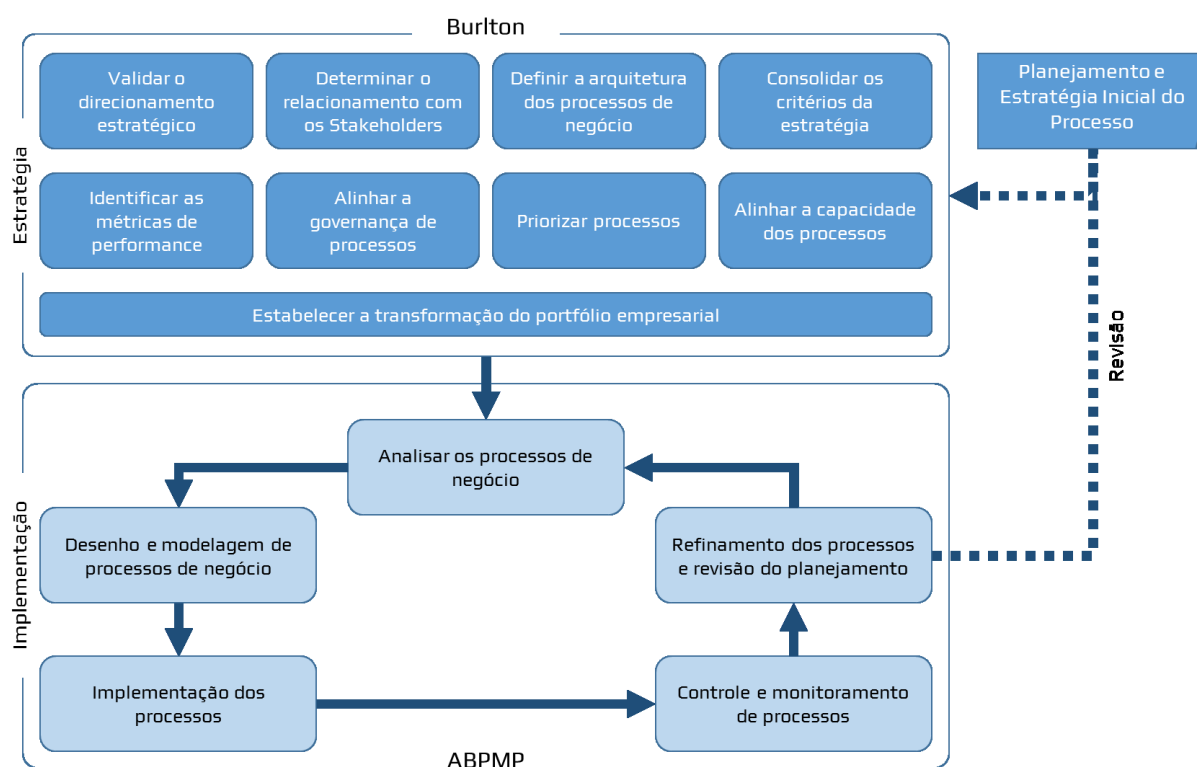 Burlton
Estratégia
Validar o
direcionamento
estratégico
Determinar o
relacionamento com
os Stakeholders
Definir a arquitetura
dos processos de
negócio
Consolidar os
critérios da
estratégia
Planejamento e
Estratégia Inicial do
Processo
Identificar as
métricas de
performance
Alinhar a
governança de
processos
Priorizar processos
Alinhar a capacidade
dos processos
Estabelecer a transformação do portfólio empresarial
Revisão
Implementação
Analisar os processos de
negócio
Desenho e modelagem de
processos de negócio
Refinamento dos processos
e revisão do planejamento
Implementação dos
processos
Controle e monitoramento
de processos
ABPMP